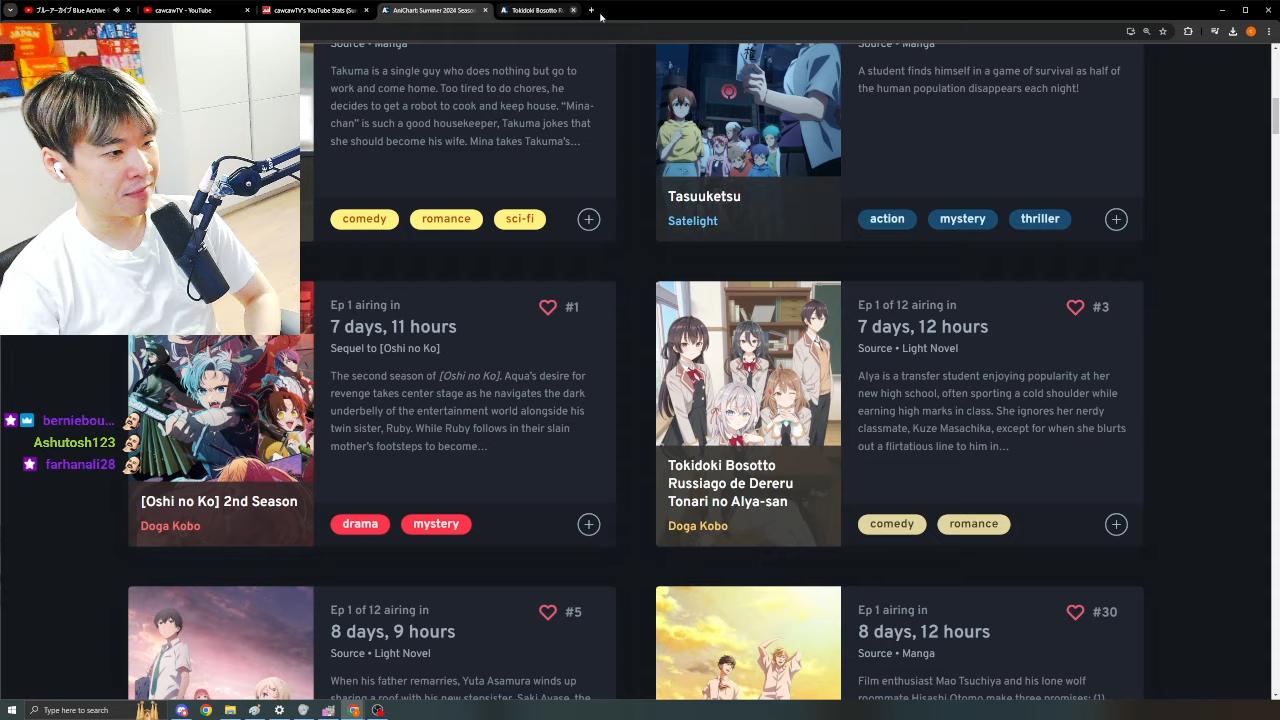 ブルーアーカイブ Blue Archive
cawcawTV - YouTube
cawcawTV's YouTube Stats (Su
AniChart: Summer 2024 Seaso
Tokidoki Bosotto R
Source • Manga
Takuma is a single guy who does nothing but go to
work and come home. Too tired to do chores, he
decides to get a robot to cook and keep house. “Mina-
chan” is such a good housekeeper, Takuma jokes that
she should become his wife. Mina takes Takuma’s…
comedy romance sci-fi
Source • Manga
A student finds himself in a game of survival as half of
the human population disappears each night!
Tasuuketsu
Satelight
action mystery thriller
Ep 1 airing in
#1
7 days, 11 hours
Sequel to [Oshi no Ko]
The second season of [Oshi no Ko]. Aqua’s desire for
revenge takes center stage as he navigates the dark
underbelly of the entertainment world alongside his
twin sister, Ruby. While Ruby follows in their slain
mother’s footsteps to become…
[Oshi no Ko] 2nd Season
Doga Kobo
drama mystery
Ep 1 of 12 airing in
#3
7 days, 12 hours
Source • Light Novel
Alya is a transfer student enjoying popularity at her
new high school, often sporting a cold shoulder while
earning high marks in class. She ignores her nerdy
classmate, Kuze Masachika, except for when she blurts
out a flirtatious line to him in…
Tokidoki Bosotto
Russiago de Dereru
Tonari no Alya-san
Doga Kobo
comedy romance
berniebou...
Ashutosh123
farhanali28
Ep 1 of 12 airing in
#5
8 days, 9 hours
Source • Light Novel
When his father remarries, Yuta Asamura winds up
sharing a roof with his new stepsister, Saki Ayase, the
Ep 1 airing in
#30
8 days, 12 hours
Source • Manga
Film enthusiast Mao Tsuchiya and his lone wolf
roommate Hisashi Otomo make three promises: (1)
Type here to search